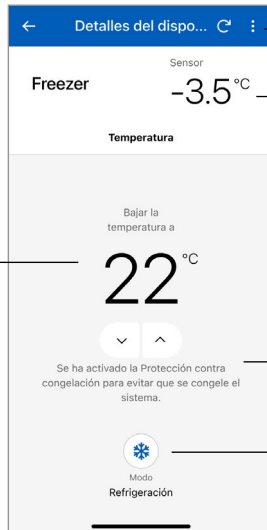 Detalles del dispo...
Sensor
Freezer
-3.5°C
Temperatura
Bajar la
temperatura a
22°C
Se ha activado la Protección contra
congelación para evitar que se congele el
sistema.
Modo
Refrigeración